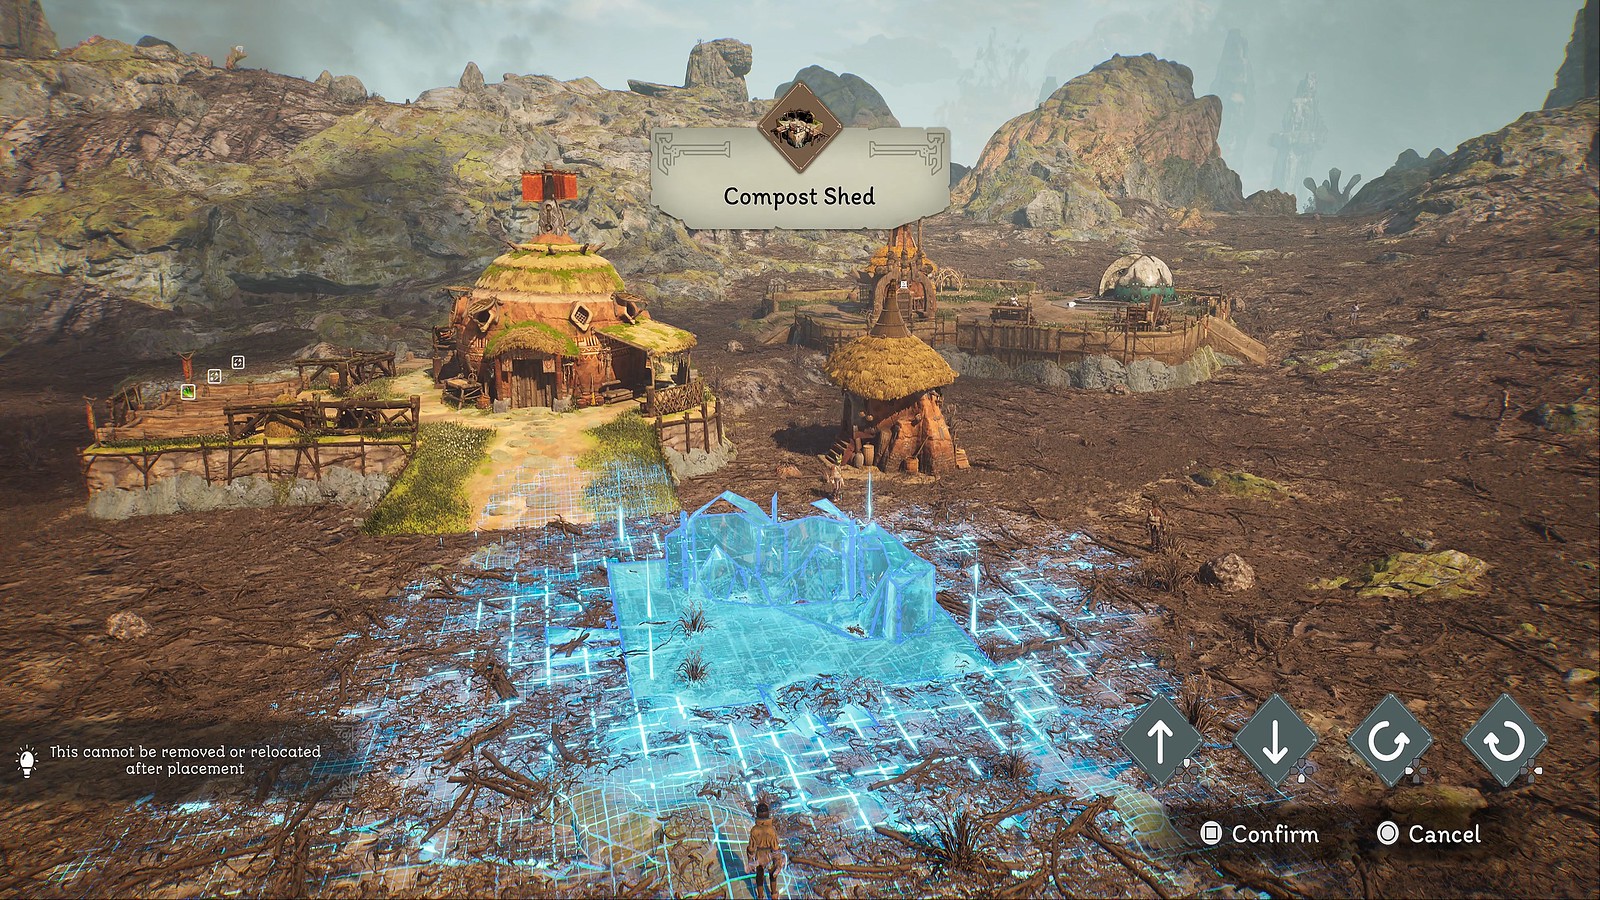 Compost Shed
This cannot be removed or relocated
after placement
Confirm
Cancel